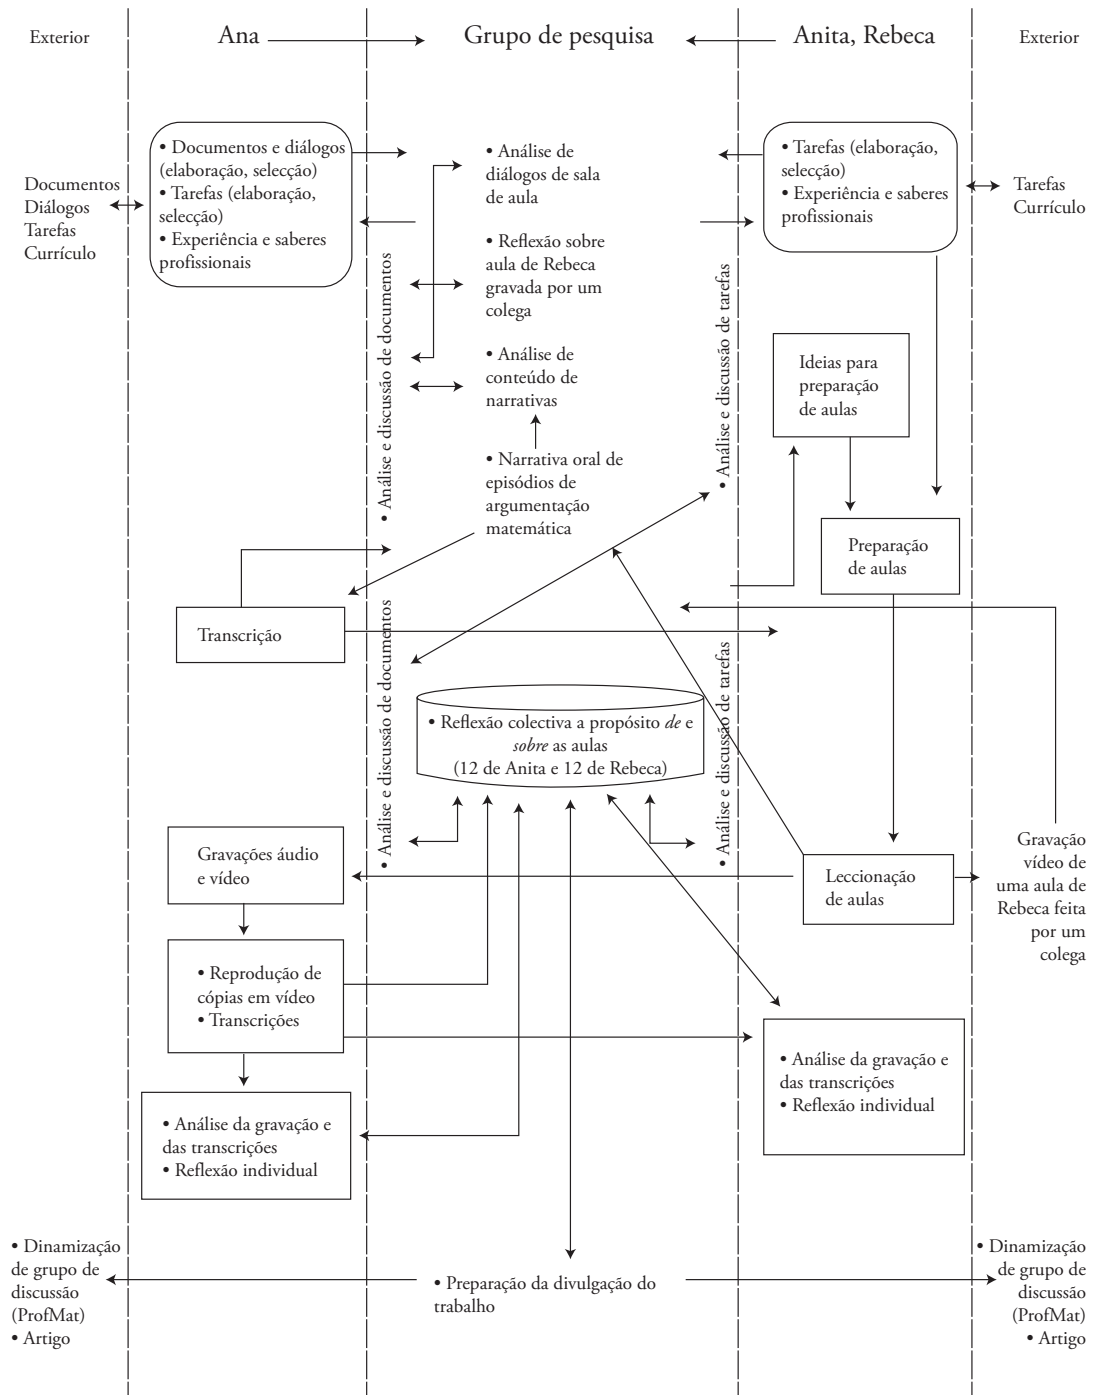 Exterior
Ana
Grupo de pesquisa
Anita, Rebeca
Exterior
Documentos
Diálogos
Tarefas
Currículo
• Documentos e diálogos
(elaboração, selecção)
• Tarefas (elaboração,
selecção)
• Experiência e saberes
profissionais
• Análise de
diálogos de sala
de aula
• Reflexão sobre
aula de Rebeca
gravada por um
colega
• Análise de
conteúdo de
narrativas
• Narrativa oral de
episódios de
argumentação
matemática
• Análise e discussão de documentos
• Análise e discussão de tarefas
• Tarefas (elaboração,
selecção)
• Experiência e saberes
profissionais
Tarefas
Currículo
Ideias para
preparação
de aulas
Preparação
de aulas
Transcrição
• Análise e discussão de documentos
• Reflexão colectiva a propósito de e
sobre as aulas
(12 de Anita e 12 de Rebeca)
• Análise e discussão de tarefas
Gravações áudio
e vídeo
Leccionação
de aulas
Gravação
vídeo de
uma aula de
Rebeca feita
por um
colega
• Reprodução de
cópias em vídeo
• Transcrições
• Análise da gravação e
das transcrições
• Reflexão individual
• Análise da gravação e
das transcrições
• Reflexão individual
• Dinamização
de grupo de
discussão
(ProfMat)
• Artigo
• Preparação da divulgação do
trabalho
• Dinamização
de grupo de
discussão
(ProfMat)
• Artigo